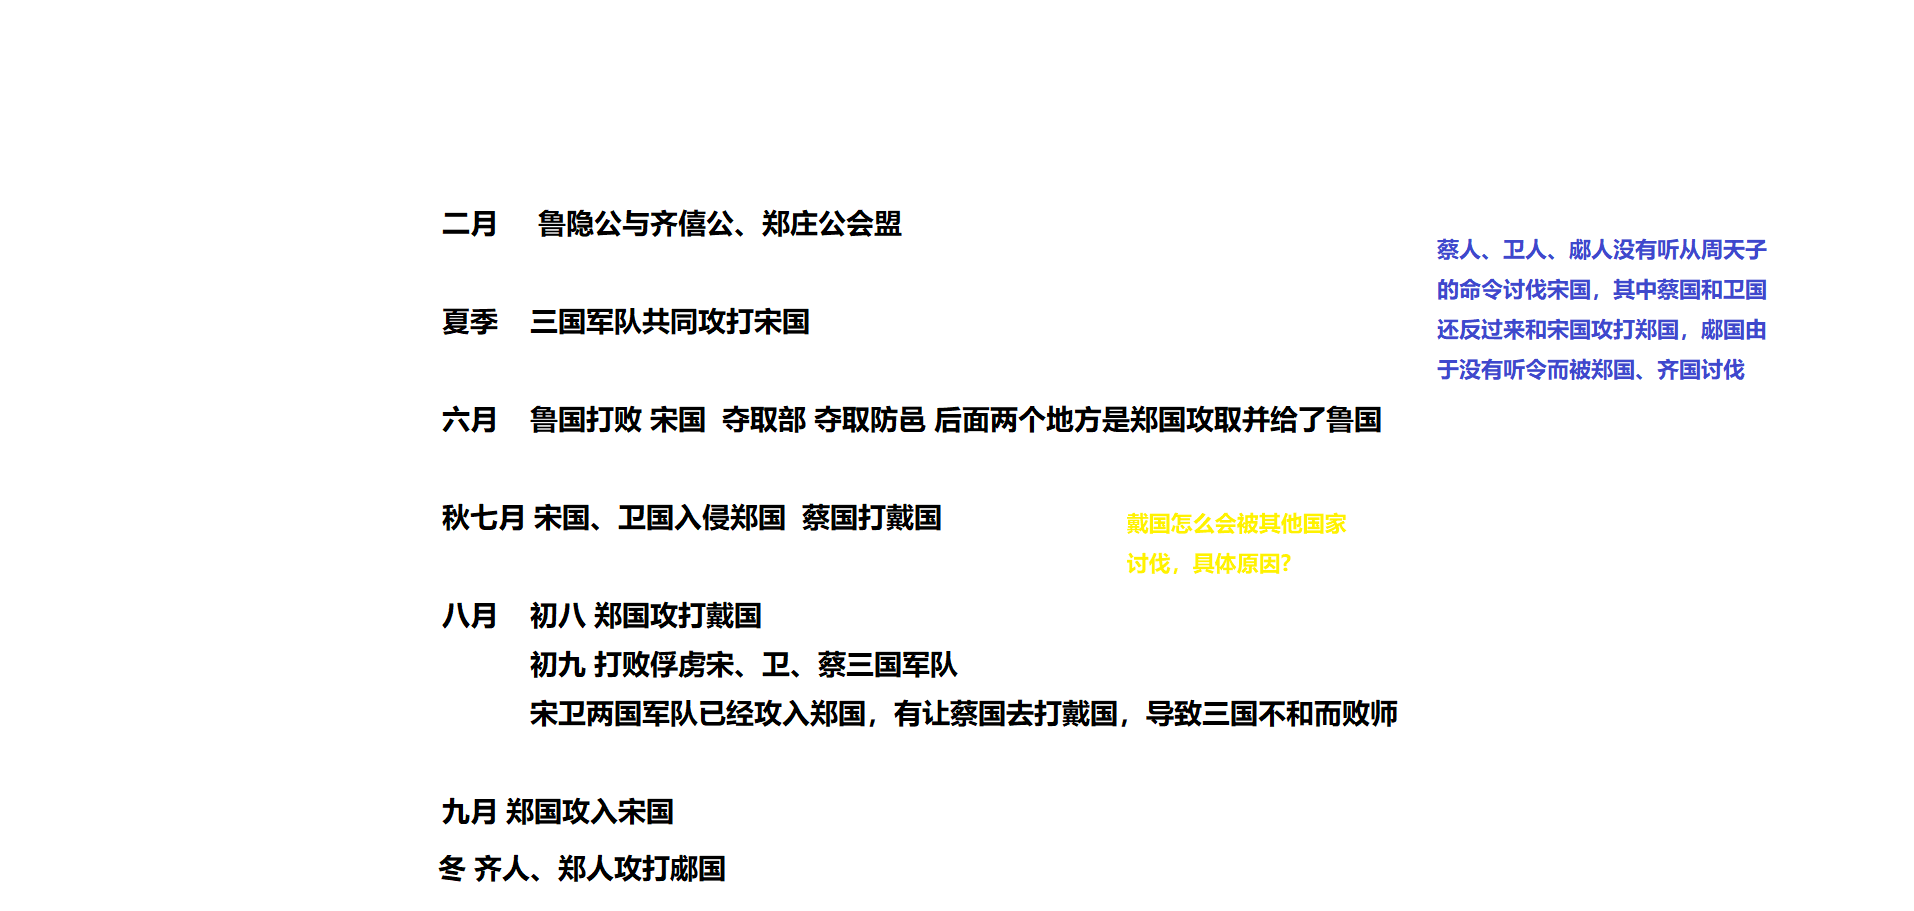 二月 鲁隐公与齐僖公、郑庄公会盟
夏季 三国军队共同攻打宋国
六月 鲁国打败 宋国 夺取部 夺取防邑 后面两个地方是郑国攻取并给了鲁国
秋七月 宋国、卫国入侵郑国 蔡国打戴国
八月 初八 郑国攻打戴国
初九 打败俘虏宋、卫、蔡三国军队
宋卫两国军队已经攻入郑国，有让蔡国去打戴国，导致三国不和而败师
九月 郑国攻入宋国
冬 齐人、郑人攻打郕国
蔡人、卫人、郕人没有听从周天子
的命令讨伐宋国，其中蔡国和卫国
还反过来和宋国攻打郑国，郕国由
于没有听令而被郑国、齐国讨伐
戴国怎么会被其他国家
讨伐，具体原因？